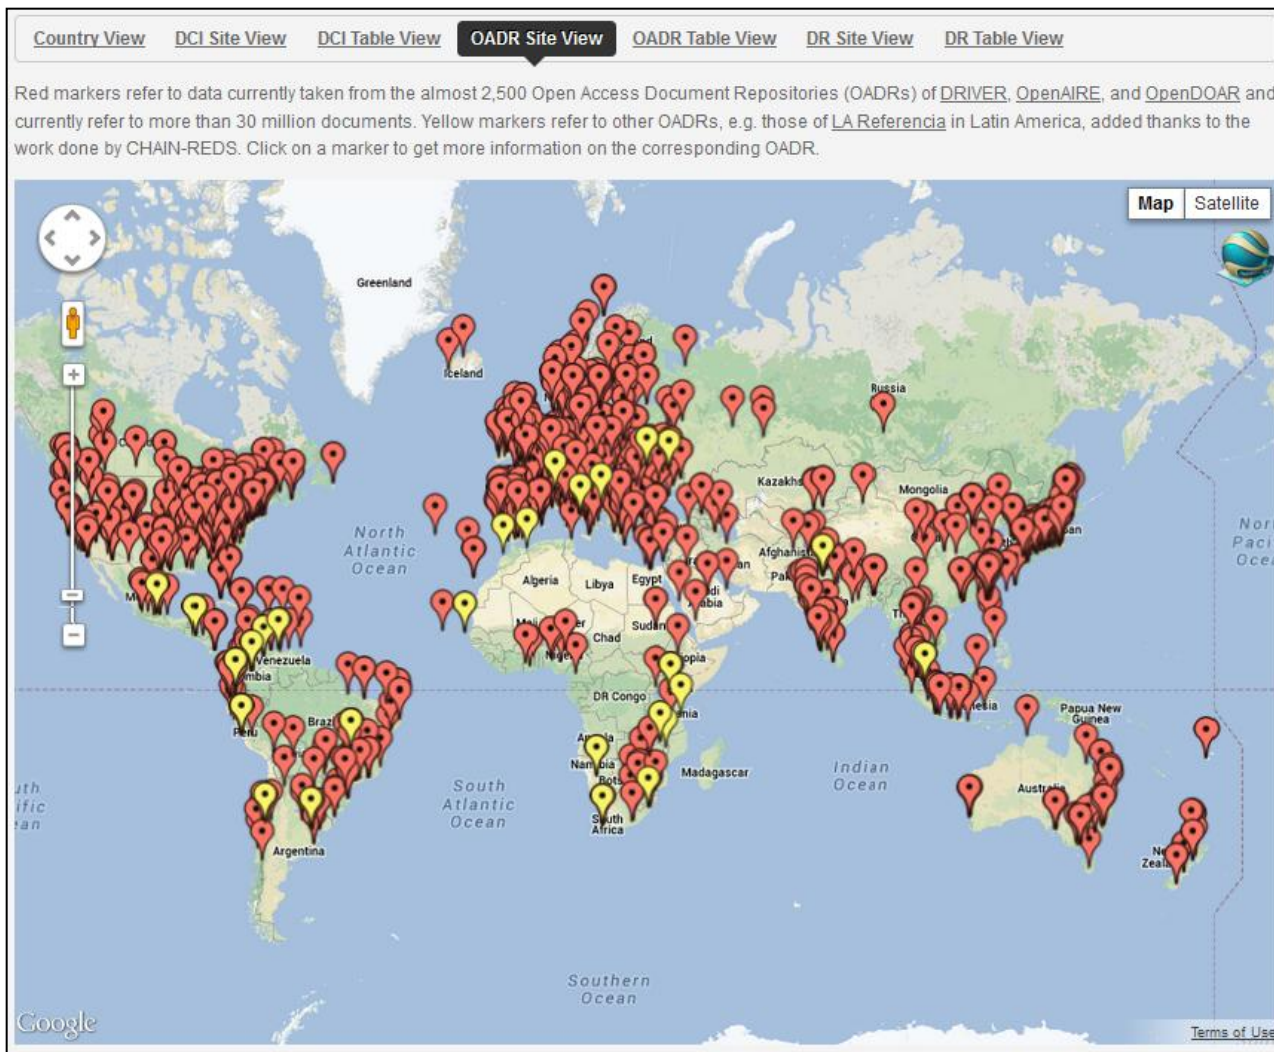 Country View DCI Site View DCI Table View OADR Site View OADR Table View DR Site View DR Table View
Red markers refer to data currently taken from the almost 2,500 Open Access Document Repositories (OADRs) of DRIVER, OpenAIRE, and OpenDOAR and
currently refer to more than 30 million documents. Yellow markers refer to other OADRs, e.g. those of LA Referencia in Latin America, added thanks to the
work done by CHAIN-REDS. Click on a marker to get more information on the corresponding OADR.
Map Satellite
Greenland
Iceland
Russia
Kazakhs
Mongolia
North
Atlantic
Ocean
Afghanis
Algeria
Libya
Egypt
Chad
Sudan
Venezuela
DR Congo
Papua New
Guinea
Peru
Brazi
Madagascar
Indian
Ocean
South
Atlantic
Ocean
Austra
South
Africa
Argentina
Southern
Ocean
Google
Terms of Use